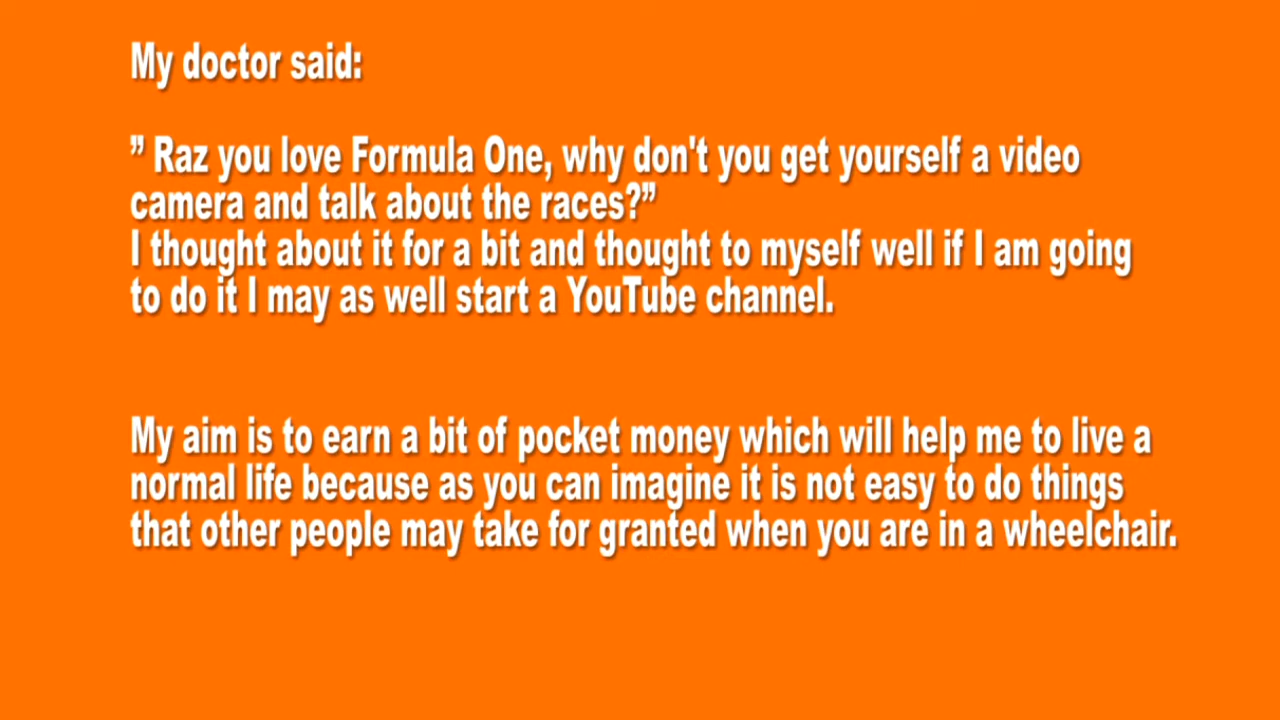 My doctor said:
” Raz you love Formula One, why don't you get yourself a video
camera and talk about the races?”
I thought about it for a bit and thought to myself well if I am going
to do it I may as well start a YouTube channel.
My aim is to earn a bit of pocket money which will help me to live a
normal life because as you can imagine it is not easy to do things
that other people may take for granted when you are in a wheelchair.